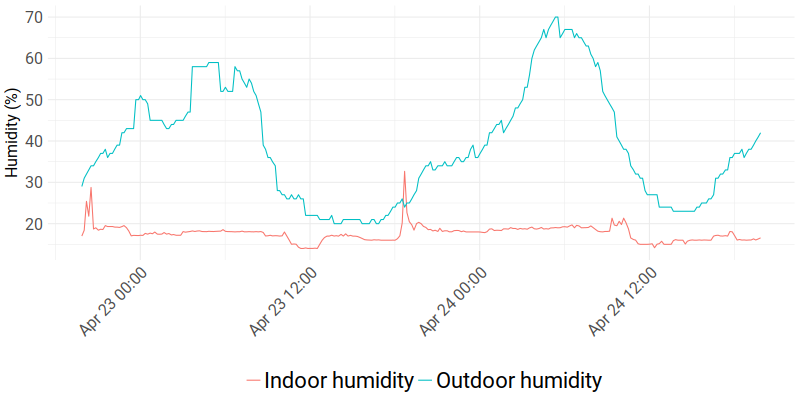 Humidity (%)
70
60
50
40
30
20
Apr 23 00:00
Apr 23 12:00
Apr 24 00:00
Apr 24 12:00
Indoor humidity
Outdoor humidity